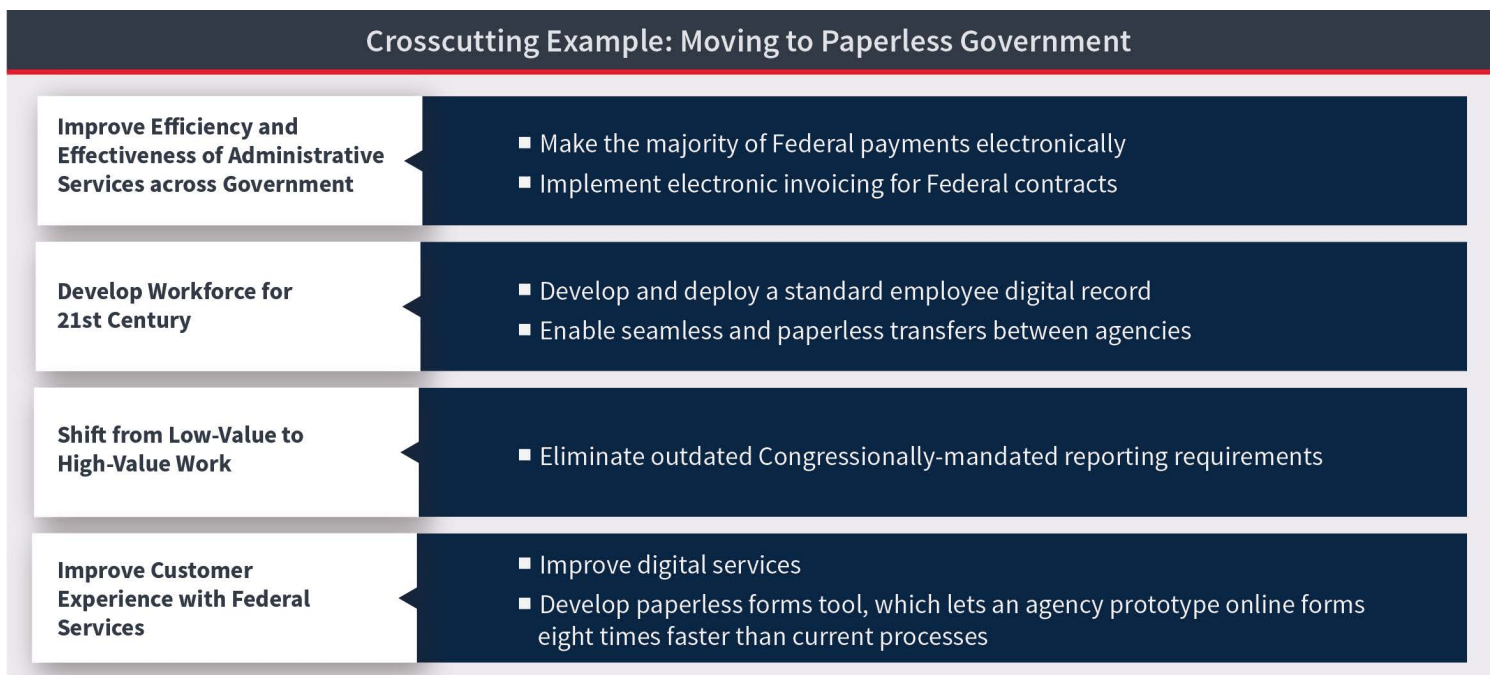 Crosscutting Example: Moving to Paperless Government
Improve Efficiency and
Effectiveness of Administrative
Services across Government
■ Make the majority of Federal payments electronically
■ Implement electronic invoicing for Federal contracts
Develop Workforce for
21st Century
■ Develop and deploy a standard employee digital record
■ Enable seamless and paperless transfers between agencies
Shift from Low-Value to
High-Value Work
■ Eliminate outdated Congressionally-mandated reporting requirements
Improve Customer
Experience with Federal
Services
■ Improve digital services
■ Develop paperless forms tool, which lets an agency prototype online forms
eight times faster than current processes